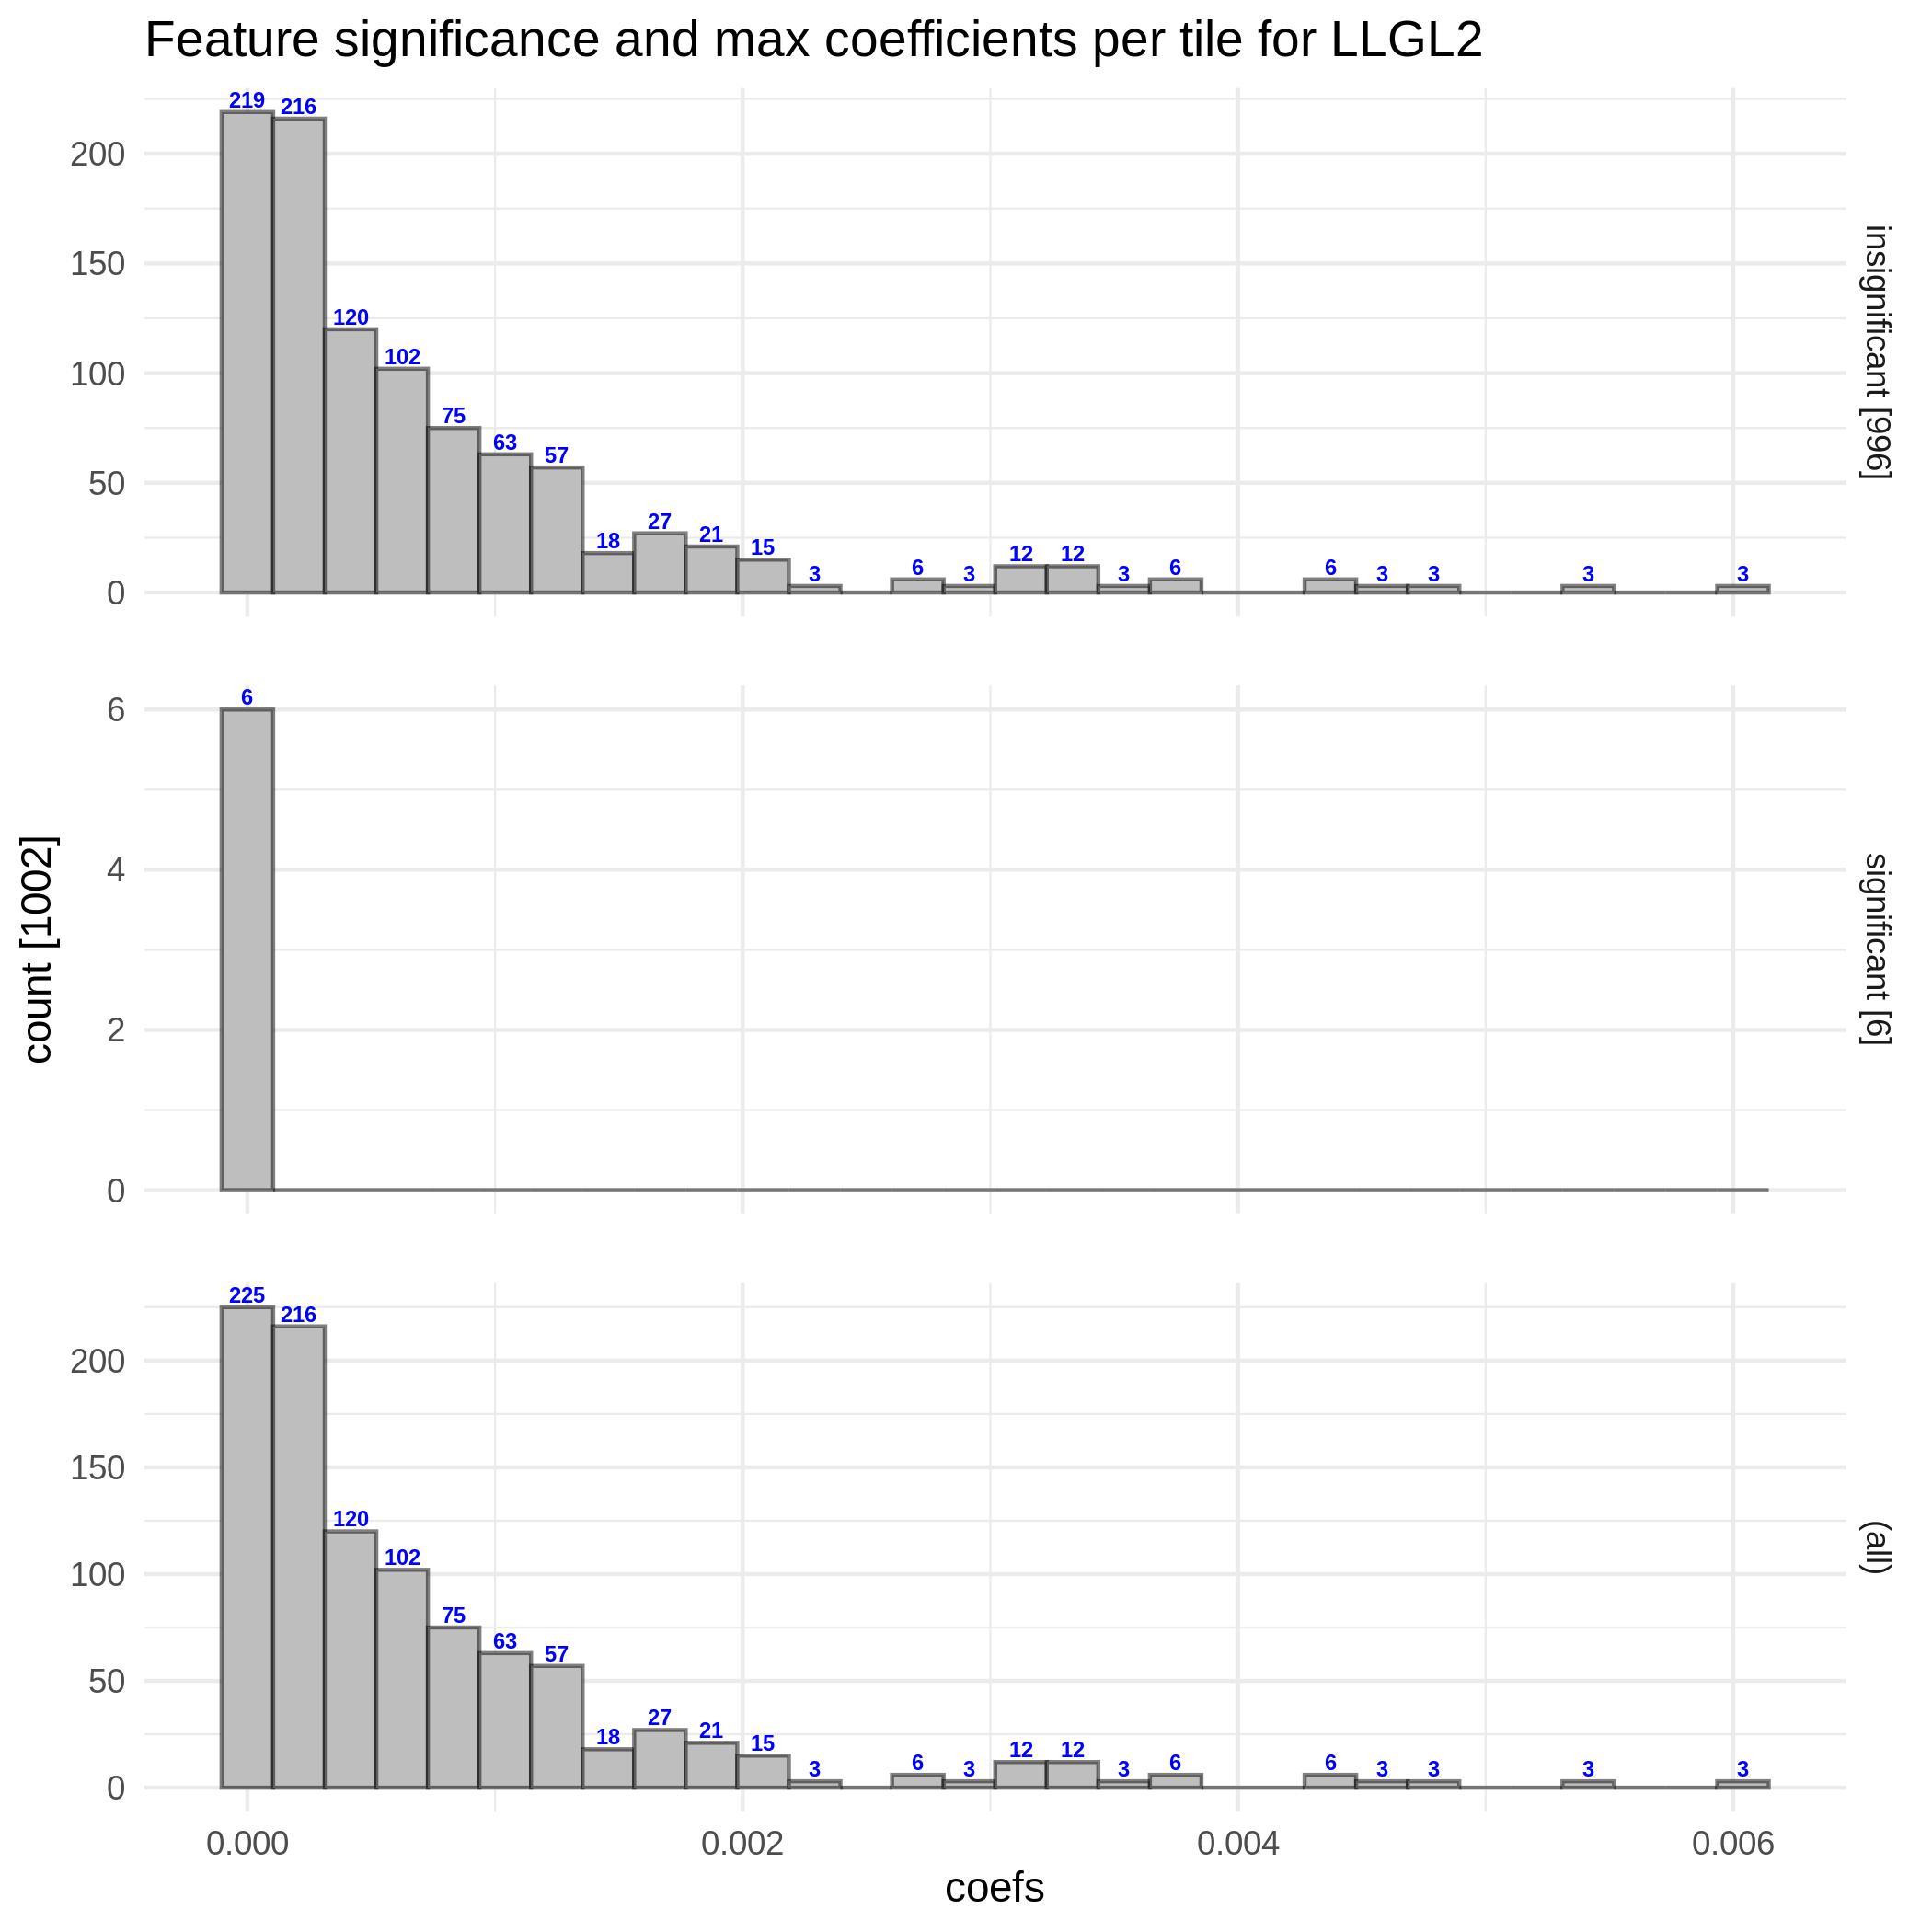 Feature significance and max coefficients per tile for LLGL2
219 216 120 102 75 63 57 18 27 21 15 3 6 3 12 12 3 6 6 3 3 3 3
200
150
100
50
0
insignificant [996]
6
6
4
2
0
significant [6]
count [1002]
225 216 120 102 75 63 57 18 27 21 15 3 6 3 12 12 3 6 6 3 3 3 3
200
150
100
50
0
(all)
0.000 0.002 0.004 0.006
coefs